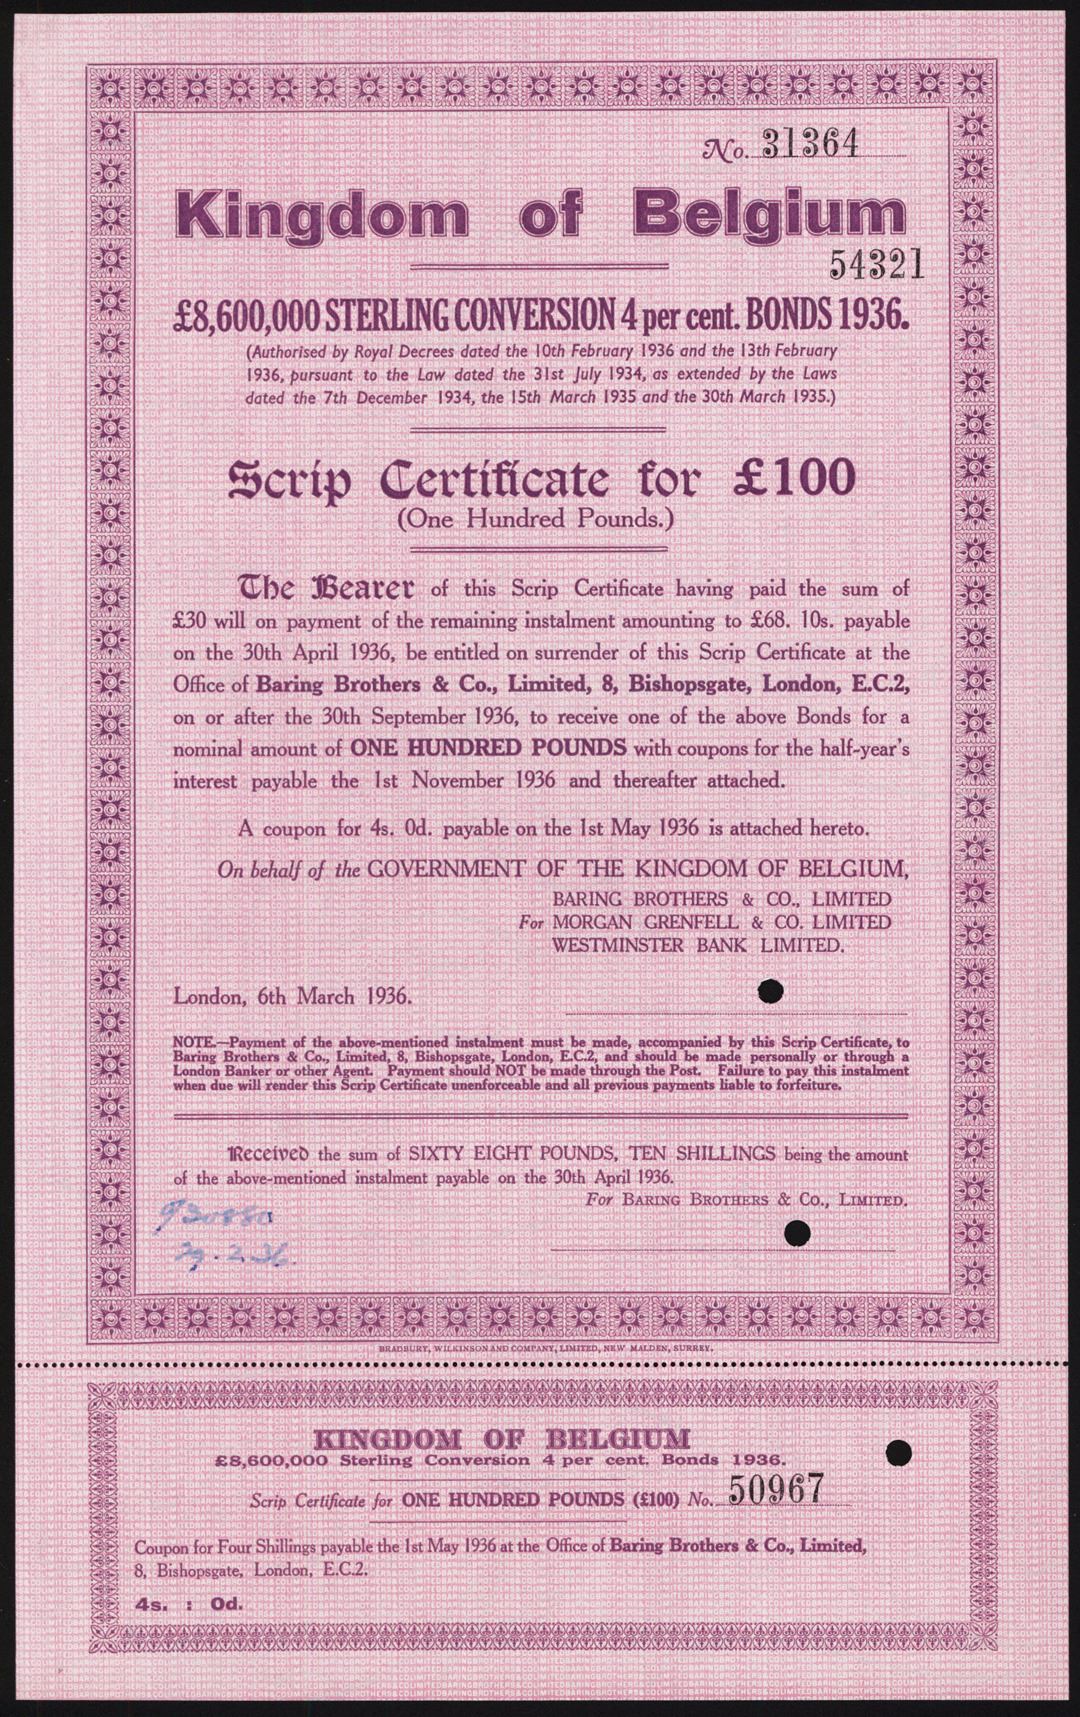 No. 31364
Kingdom of Belgium
54321
£8,600,000 STERLING CONVERSION 4 per cent. BONDS 1936.
(Authorised by Royal Decrees dated the 10th February 1936 and the 13th February
1936, pursuant to the Law dated the 31st July 1934, as extended by the Laws
dated the 7th December 1934, the 15th March 1935 and the 30th March 1935.)
Scrip Certificate for £100
(One Hundred Pounds.)
The Bearer of this Scrip Certificate having paid the sum of
£30 will on payment of the remaining instalment amounting to £68. 10s. payable
on the 30th April 1936, be entitled on surrender of this Scrip Certificate at the
Office of Baring Brothers & Co., Limited, 8, Bishopsgate, London, E.C.2,
on or after the 30th September 1936, to receive one of the above Bonds for a
nominal amount of ONE HUNDRED POUNDS with coupons for the half-year's
interest payable the 1st November 1936 and thereafter attached.
A coupon for 4s. 0d. payable on the 1st May 1936 is attached hereto.
On behalf of the GOVERNMENT OF THE KINGDOM OF BELGIUM,
BARING BROTHERS & CO., LIMITED
For MORGAN GRENFELL & CO. LIMITED
WESTMINSTER BANK LIMITED.
London, 6th March 1936.
NOTE.—Payment of the above-mentioned instalment must be made, accompanied by this Scrip Certificate, to
Baring Brothers & Co., Limited, 8, Bishopsgate, London, E.C.2, and should be made personally or through a
London Banker or other Agent. Payment should NOT be made through the Post. Failure to pay this instalment
when due will render this Scrip Certificate unenforceable and all previous payments liable to forfeiture.
Received the sum of SIXTY EIGHT POUNDS, TEN SHILLINGS being the amount
of the above-mentioned instalment payable on the 30th April 1936.
For BARING BROTHERS & CO., LIMITED.
29.2.36.
BRADBURY, WILKINSON AND COMPANY, LIMITED, NEW MALDEN, SURREY.
KINGDOM OF BELGIUM
£8,600,000 Sterling Conversion 4 per cent. Bonds 1936.
Scrip Certificate for ONE HUNDRED POUNDS (£100) No. 50967
Coupon for Four Shillings payable the 1st May 1936 at the Office of Baring Brothers & Co., Limited,
8, Bishopsgate, London, E.C.2.
4s. : 0d.